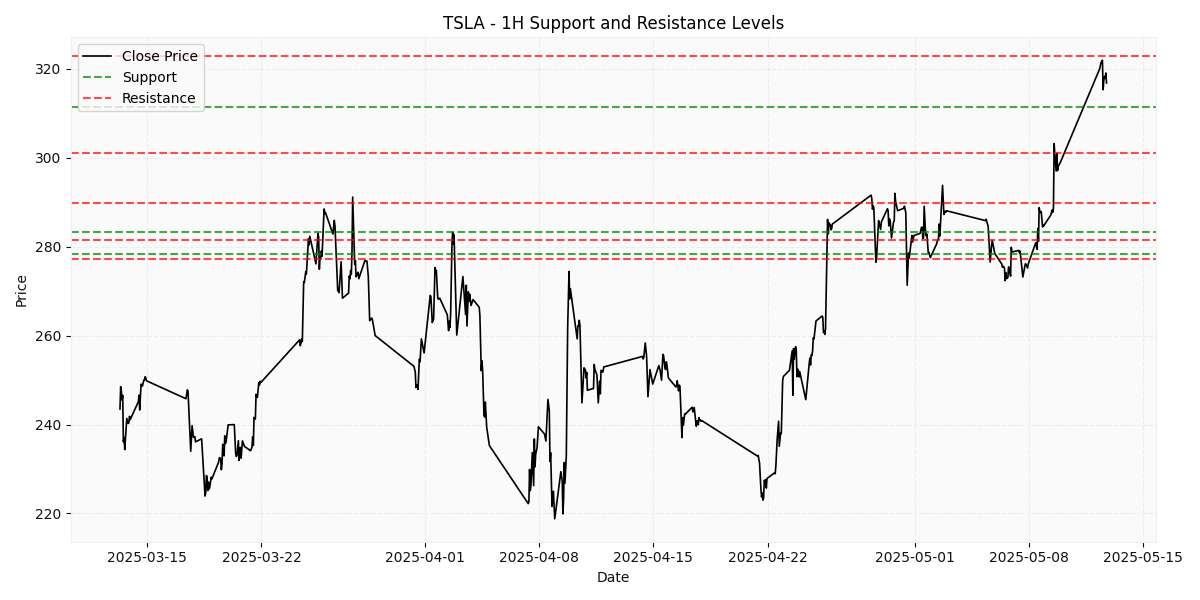 TSLA - 1H Support and Resistance Levels
Close Price
Support
Resistance
Price
320
300
280
260
240
220
2025-03-15
2025-03-22
2025-04-01
2025-04-08
2025-04-15
2025-04-22
2025-05-01
2025-05-08
2025-05-15
Date